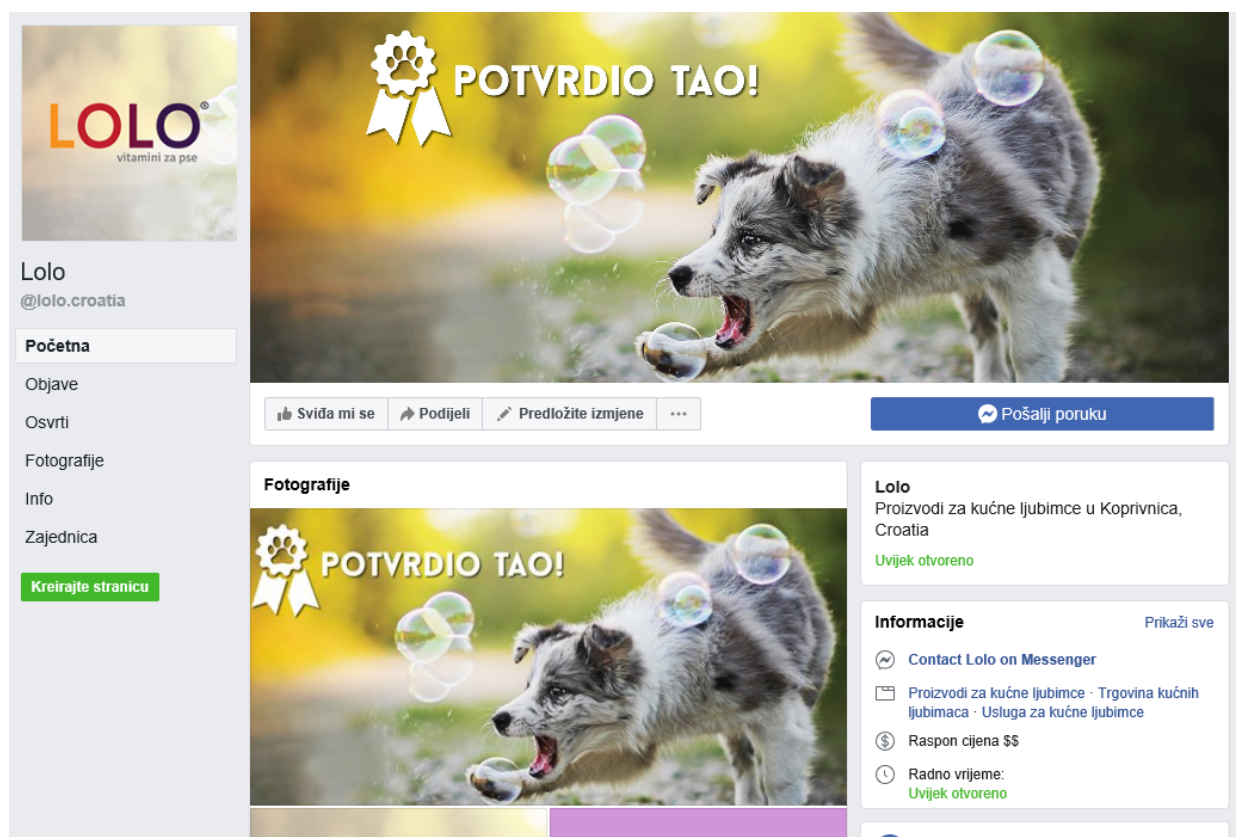 LOLO®
vitamini za pse
Lolo
@lolo.croatia
Početna
Objave
Osvrti
Fotografije
Info
Zajednica
Kreirajte stranicu
POTVRDIO TAO!
Sviđa mi se
Podijeli
Predložite izmjene
Pošalji poruku
Fotografije
POTVRDIO TAO!
Lolo
Proizvodi za kućne ljubimce u Koprivnica,
Croatia
Uvijek otvoreno
Informacije
Prikaži sve
Contact Lolo on Messenger
Proizvodi za kućne ljubimce · Trgovina kućnih
ljubimaca · Usluga za kućne ljubimce
Raspon cijena $$
Radno vrijeme:
Uvijek otvoreno